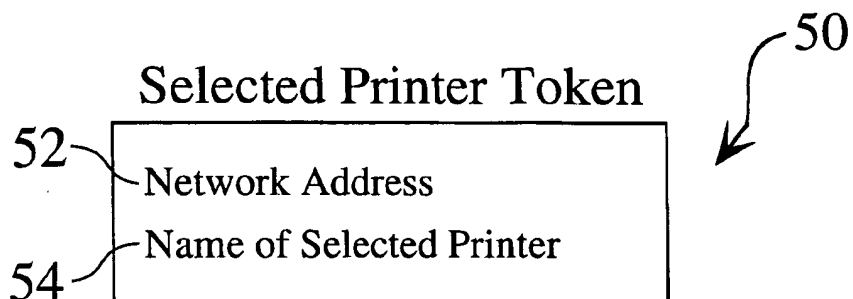 50
Selected Printer Token
52
Network Address
Name of Selected Printer
54